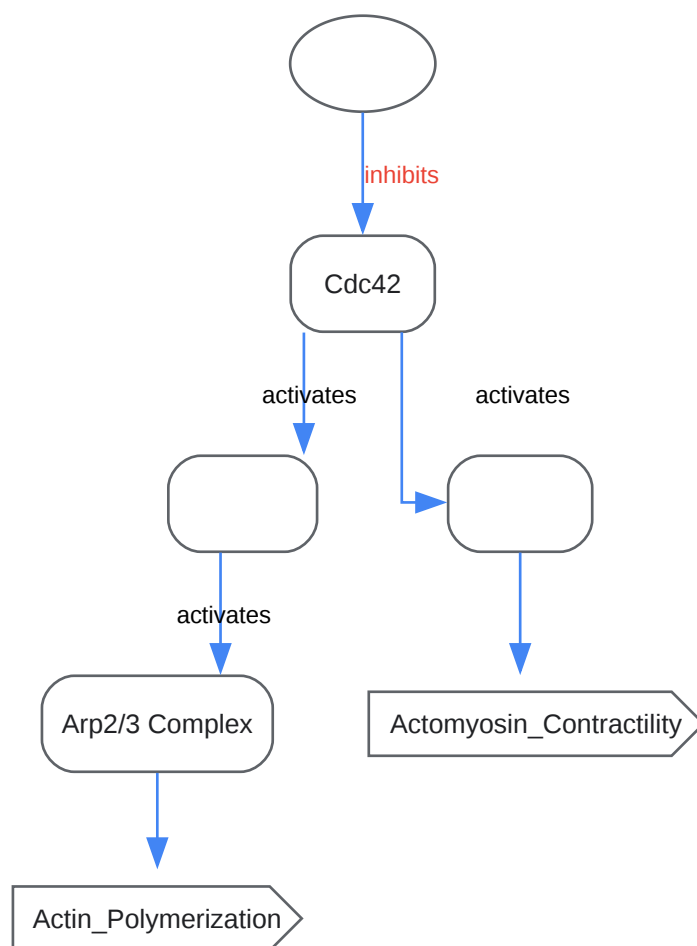 inhibits
Cdc42
activates
activates
activates
Arp2/3 Complex
Actomyosin_Contractility
Actin_Polymerization